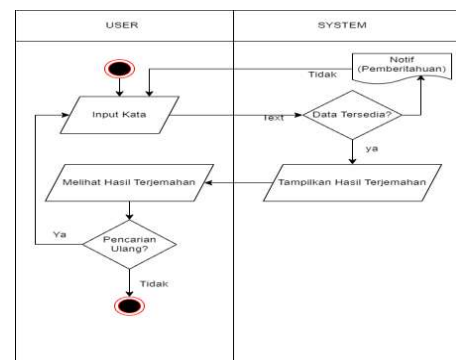 USER
SYSTEM
Notif
(Pemberitahuan)
Tidak
Input Kata
Text
Data Tersedia?
ya
Melihat Hasil Terjemahan
Tampilkan Hasil Terjemahan
Ya
Pencarian
Ulang?
Tidak